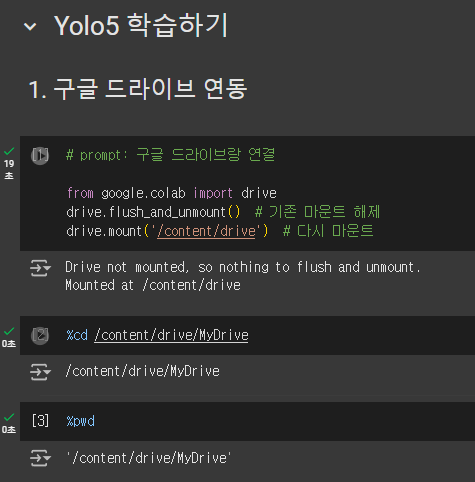 Yolo5 학습하기
1. 구글 드라이브 연동
19
초
# prompt: 구글 드라이브랑 연결
from google.colab import drive
drive.flush_and_unmount() # 기존 마운트 해제
drive.mount('/content/drive') # 다시 마운트
Drive not mounted, so nothing to flush and unmount.
Mounted at /content/drive
0초
%cd /content/drive/MyDrive
/content/drive/MyDrive
0초
[3] %pwd
'/content/drive/MyDrive'